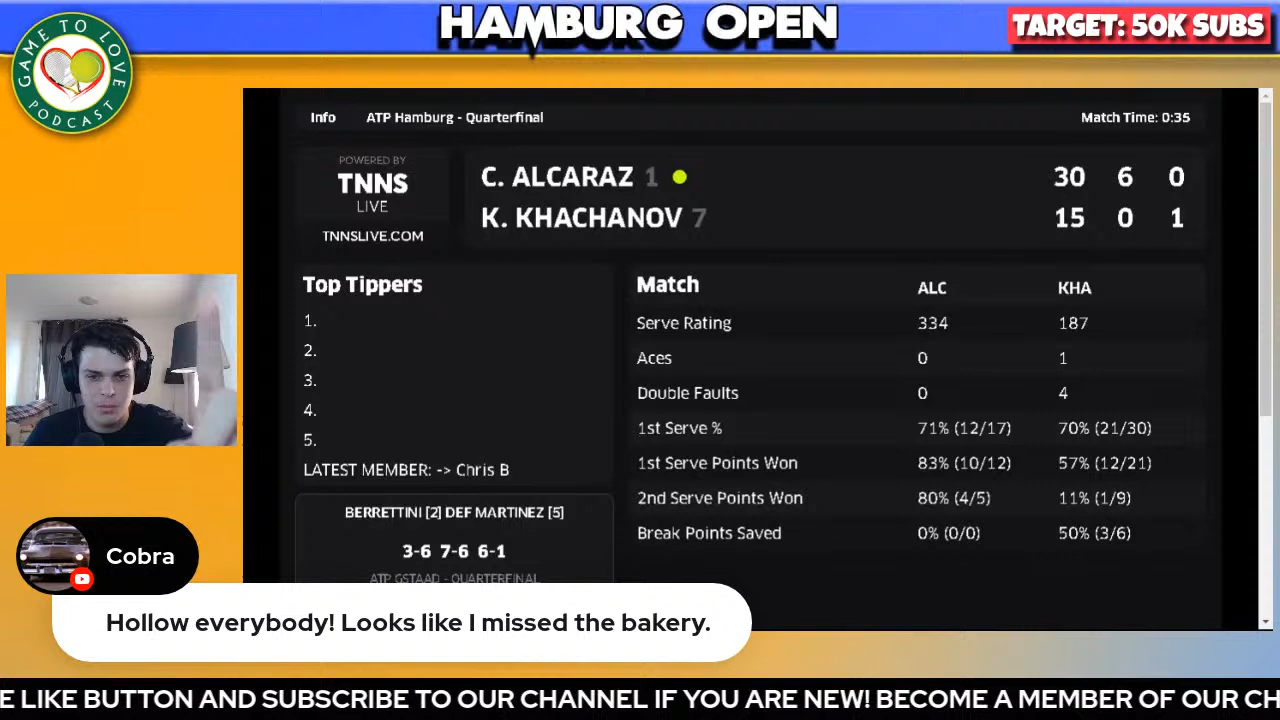 HAMBURG OPEN
TARGET: 50K SUBS
GAME TO LOVE
PODCAST
Info ATP Hamburg - Quarterfinal Match Time: 0:35
POWERED BY
TNNS
LIVE
TNNSLIVE.COM
C. ALCARAZ 1 30 6 0
K. KHACHANOV 7 15 0 1
Top Tippers
1.
2.
3.
4.
5.
LATEST MEMBER: -> Chris B
BERRETTINI [2] DEF MARTINEZ [5]
3-6 7-6 6-1
ATP GSTAAD - QUARTERFINAL
Match ALC KHA
Serve Rating 334 187
Aces 0 1
Double Faults 0 4
1st Serve % 71% (12/17) 70% (21/30)
1st Serve Points Won 83% (10/12) 57% (12/21)
2nd Serve Points Won 80% (4/5) 11% (1/9)
Break Points Saved 0% (0/0) 50% (3/6)
Cobra
Hollow everybody! Looks like I missed the bakery.
E LIKE BUTTON AND SUBSCRIBE TO OUR CHANNEL IF YOU ARE NEW! BECOME A MEMBER OF OUR CH